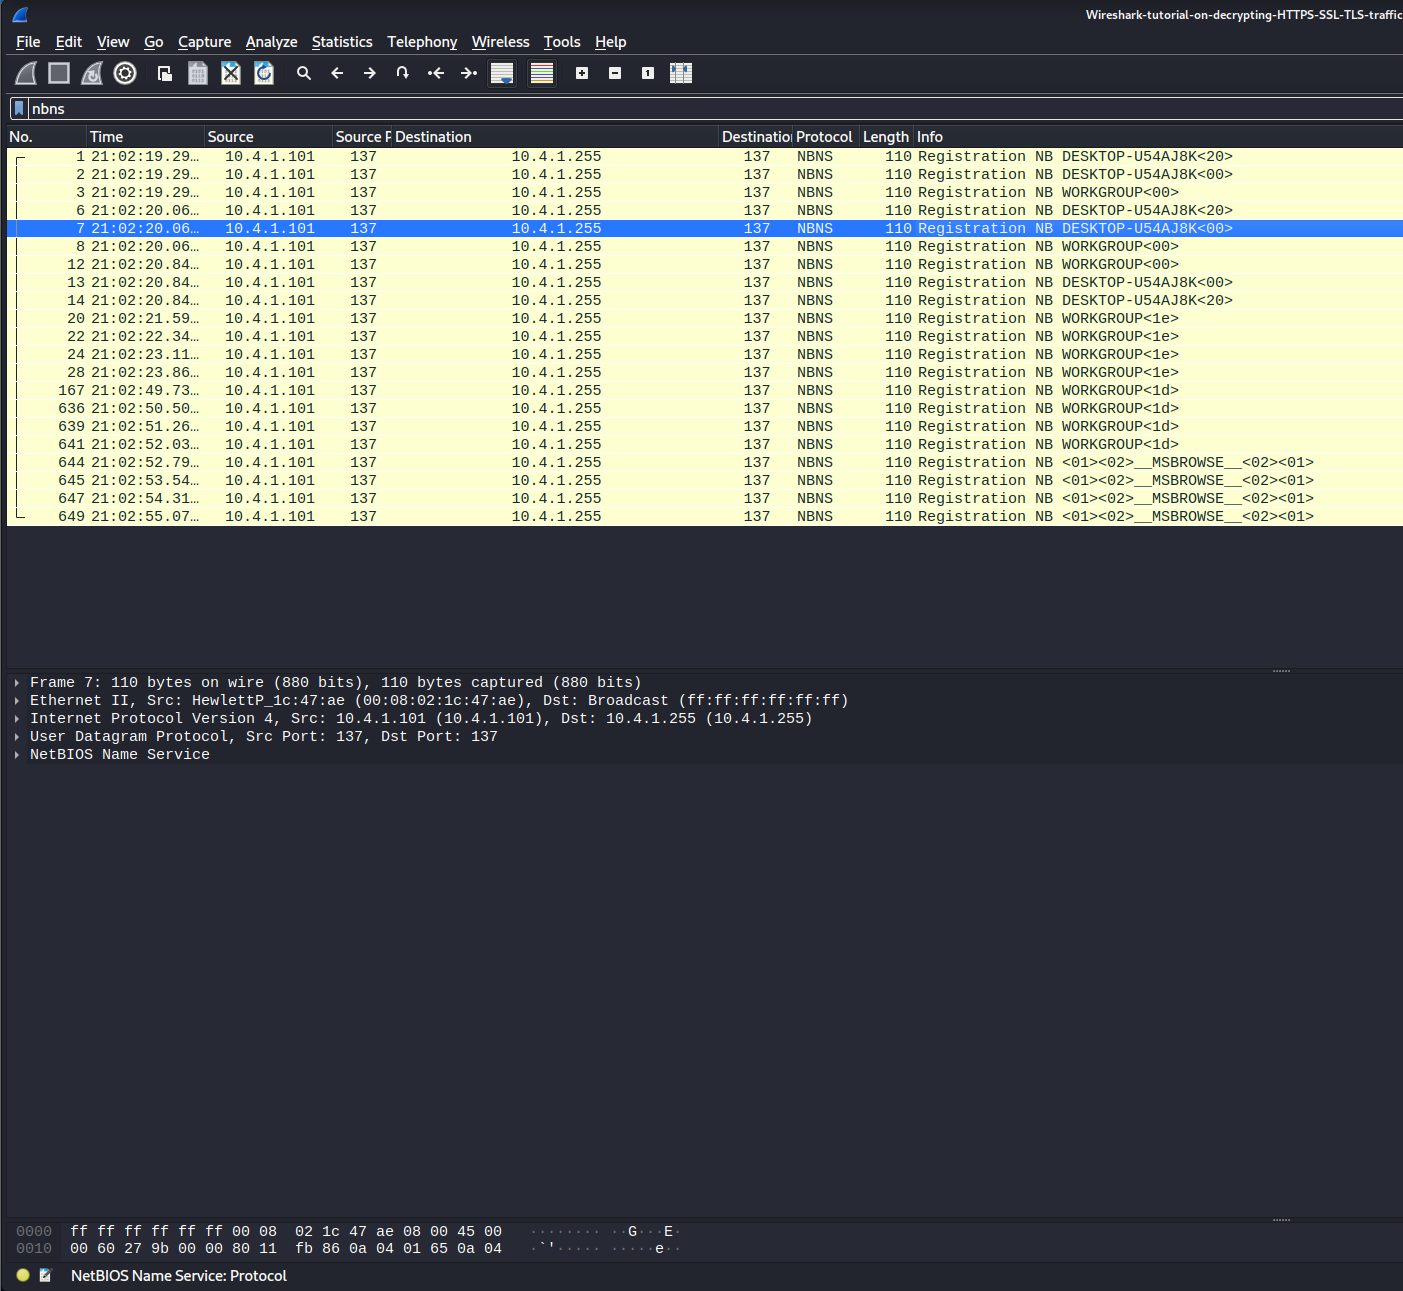 Wireshark-tutorial-on-decrypting-HTTPS-SSL-TLS-traffic
File Edit View Go Capture Analyze Statistics Telephony Wireless Tools Help
nbns
No. Time Source Source P Destination Destination Protocol Length Info
1 21:02:19.29… 10.4.1.101 137 10.4.1.255 137 NBNS 110 Registration NB DESKTOP-U54AJ8K<20>
2 21:02:19.29… 10.4.1.101 137 10.4.1.255 137 NBNS 110 Registration NB DESKTOP-U54AJ8K<00>
3 21:02:19.29… 10.4.1.101 137 10.4.1.255 137 NBNS 110 Registration NB WORKGROUP<00>
6 21:02:20.06… 10.4.1.101 137 10.4.1.255 137 NBNS 110 Registration NB DESKTOP-U54AJ8K<20>
7 21:02:20.06… 10.4.1.101 137 10.4.1.255 137 NBNS 110 Registration NB DESKTOP-U54AJ8K<00>
8 21:02:20.06… 10.4.1.101 137 10.4.1.255 137 NBNS 110 Registration NB WORKGROUP<00>
12 21:02:20.84… 10.4.1.101 137 10.4.1.255 137 NBNS 110 Registration NB WORKGROUP<00>
13 21:02:20.84… 10.4.1.101 137 10.4.1.255 137 NBNS 110 Registration NB DESKTOP-U54AJ8K<00>
14 21:02:20.84… 10.4.1.101 137 10.4.1.255 137 NBNS 110 Registration NB DESKTOP-U54AJ8K<20>
20 21:02:21.59… 10.4.1.101 137 10.4.1.255 137 NBNS 110 Registration NB WORKGROUP<1e>
22 21:02:22.34… 10.4.1.101 137 10.4.1.255 137 NBNS 110 Registration NB WORKGROUP<1e>
24 21:02:23.11… 10.4.1.101 137 10.4.1.255 137 NBNS 110 Registration NB WORKGROUP<1e>
28 21:02:23.86… 10.4.1.101 137 10.4.1.255 137 NBNS 110 Registration NB WORKGROUP<1e>
167 21:02:49.73… 10.4.1.101 137 10.4.1.255 137 NBNS 110 Registration NB WORKGROUP<1d>
636 21:02:50.50… 10.4.1.101 137 10.4.1.255 137 NBNS 110 Registration NB WORKGROUP<1d>
639 21:02:51.26… 10.4.1.101 137 10.4.1.255 137 NBNS 110 Registration NB WORKGROUP<1d>
641 21:02:52.03… 10.4.1.101 137 10.4.1.255 137 NBNS 110 Registration NB WORKGROUP<1d>
644 21:02:52.79… 10.4.1.101 137 10.4.1.255 137 NBNS 110 Registration NB <01><02>__MSBROWSE__<02><01>
645 21:02:53.54… 10.4.1.101 137 10.4.1.255 137 NBNS 110 Registration NB <01><02>__MSBROWSE__<02><01>
647 21:02:54.31… 10.4.1.101 137 10.4.1.255 137 NBNS 110 Registration NB <01><02>__MSBROWSE__<02><01>
649 21:02:55.07… 10.4.1.101 137 10.4.1.255 137 NBNS 110 Registration NB <01><02>__MSBROWSE__<02><01>
Frame 7: 110 bytes on wire (880 bits), 110 bytes captured (880 bits)
Ethernet II, Src: HewlettP_1c:47:ae (00:08:02:1c:47:ae), Dst: Broadcast (ff:ff:ff:ff:ff:ff)
Internet Protocol Version 4, Src: 10.4.1.101 (10.4.1.101), Dst: 10.4.1.255 (10.4.1.255)
User Datagram Protocol, Src Port: 137, Dst Port: 137
NetBIOS Name Service
0000 ff ff ff ff ff ff 00 08 02 1c 47 ae 08 00 45 00 ········ ··G···E·
0010 00 60 27 9b 00 00 80 11 fb 86 0a 04 01 65 0a 04 ·`'····· ·····e··
NetBIOS Name Service: Protocol